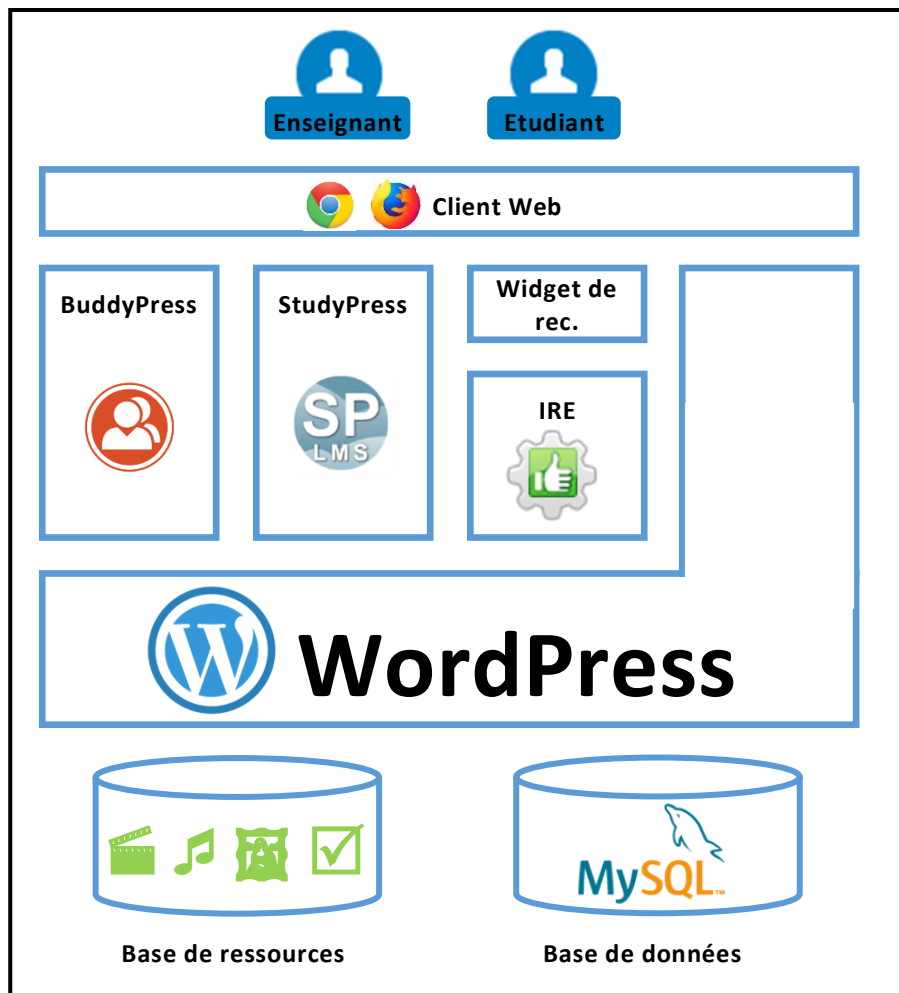 Enseignant
Etudiant
Client Web
BuddyPress
StudyPress
Widget de
rec.
SP
LMS
IRE
WordPress
MySQL™
Base de ressources
Base de données